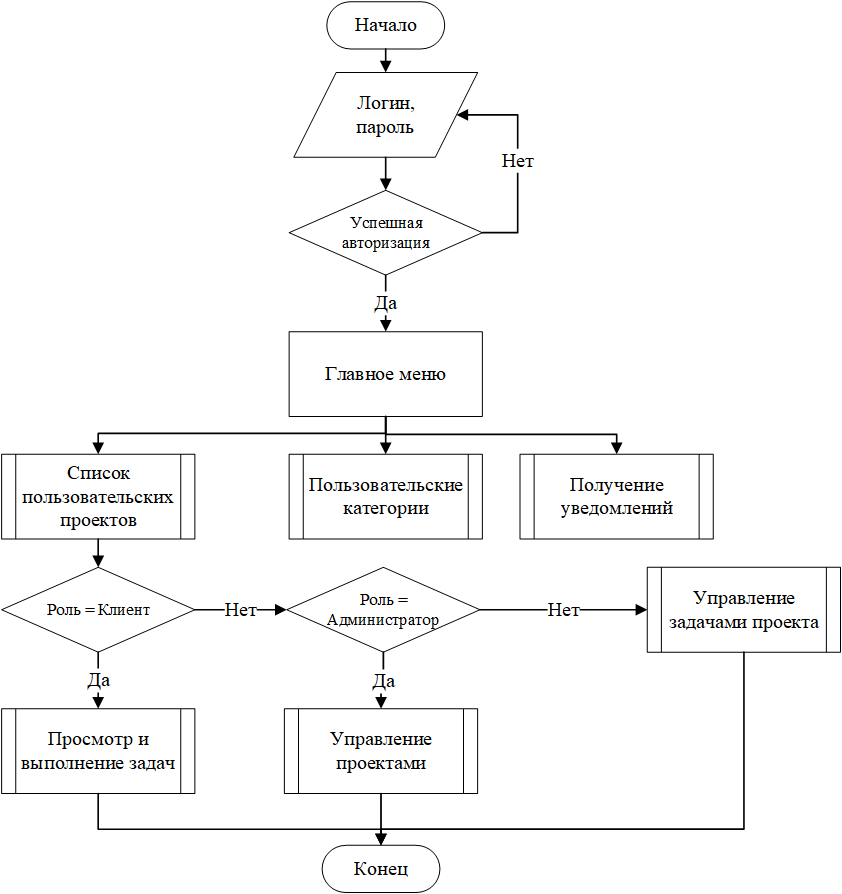 Начало
Логин,
пароль
Нет
Успешная
авторизация
Да
Главное меню
Список
пользовательских
проектов
Пользовательские
категории
Получение
уведомлений
Роль = Клиент
Нет
Роль =
Администратор
Нет
Управление
задачами проекта
Да
Да
Просмотр и
выполнение задач
Управление
проектами
Конец